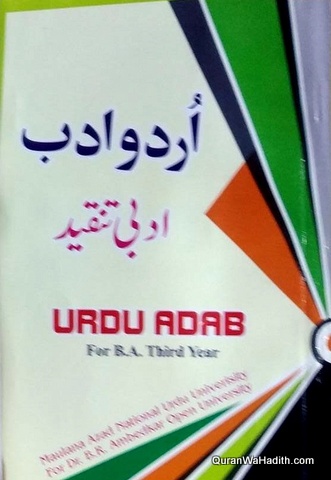 اُردو ادب
ادبی تنقید
URDU ADAB
For B.A. Third Year
Maulana Azad National Urdu Univerisity
For Dr. B.R. Ambedkar Open University
QuranWaHadith.com